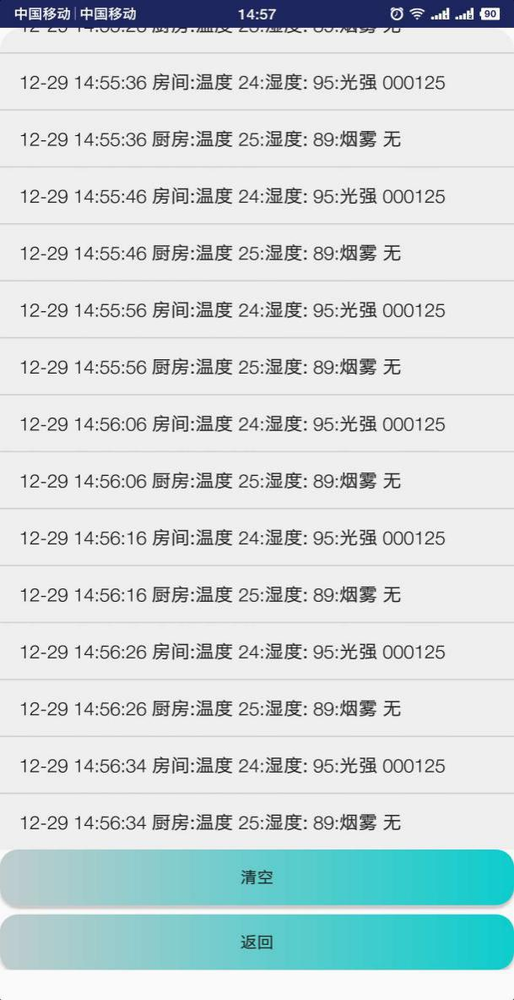 中国移动 中国移动 14:57 90
12-29 14:55:36 房间:温度 24:湿度: 95:光强 000125
12-29 14:55:36 厨房:温度 25:湿度: 89:烟雾 无
12-29 14:55:46 房间:温度 24:湿度: 95:光强 000125
12-29 14:55:46 厨房:温度 25:湿度: 89:烟雾 无
12-29 14:55:56 房间:温度 24:湿度: 95:光强 000125
12-29 14:55:56 厨房:温度 25:湿度: 89:烟雾 无
12-29 14:56:06 房间:温度 24:湿度: 95:光强 000125
12-29 14:56:06 厨房:温度 25:湿度: 89:烟雾 无
12-29 14:56:16 房间:温度 24:湿度: 95:光强 000125
12-29 14:56:16 厨房:温度 25:湿度: 89:烟雾 无
12-29 14:56:26 房间:温度 24:湿度: 95:光强 000125
12-29 14:56:26 厨房:温度 25:湿度: 89:烟雾 无
12-29 14:56:34 房间:温度 24:湿度: 95:光强 000125
12-29 14:56:34 厨房:温度 25:湿度: 89:烟雾 无
清空
返回